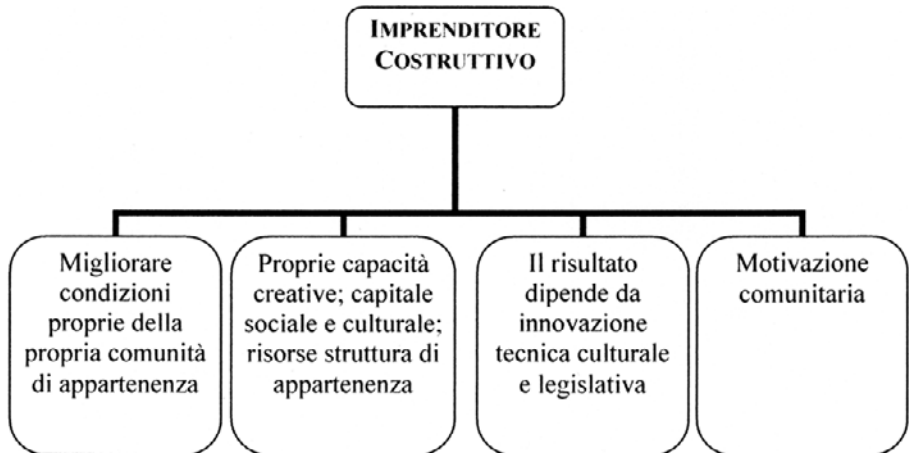 IMPRENDITORE
COSTRUTTIVO
Migliorare
condizioni
proprie della
propria comunità
di appartenenza
Proprie capacità
creative; capitale
sociale e culturale;
risorse struttura di
appartenenza
Il risultato
dipende da
innovazione
tecnica culturale
e legislativa
Motivazione
comunitaria